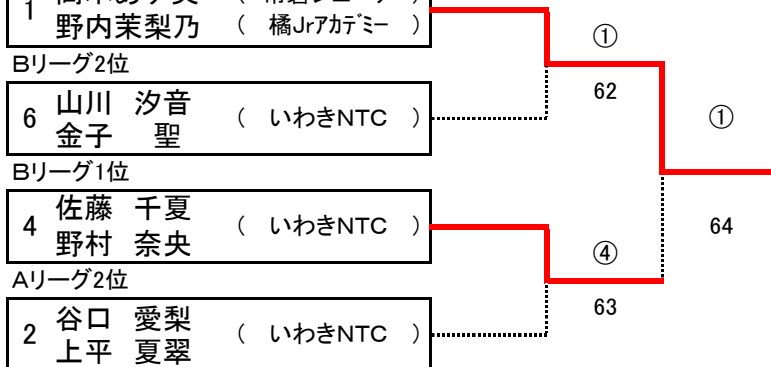 1 野内茉梨乃 ( 橘Jrアカデミー )
①
Bリーグ2位
62
6 山川 汐音
金子 聖 ( いわきNTC )
①
Bリーグ1位
4 佐藤 千夏
野村 奈央 ( いわきNTC )
64
④
Aリーグ2位
63
2 谷口 愛梨
上平 夏翠 ( いわきNTC )